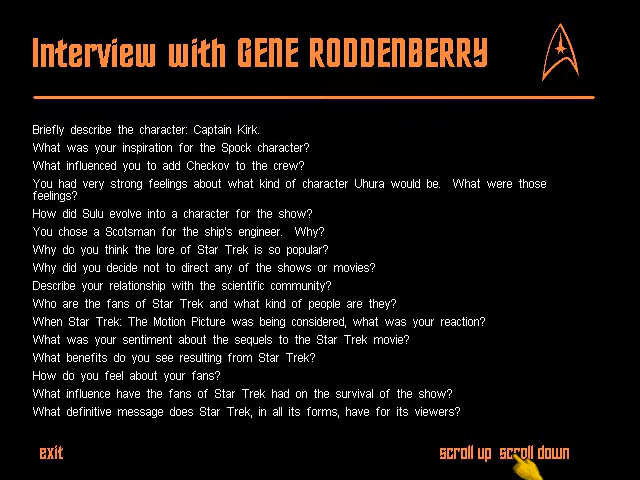 Interview with GENE RODDENBERRY
Briefly describe the character: Captain Kirk.
What was your inspiration for the Spock character?
What influenced you to add Checkov to the crew?
You had very strong feelings about what kind of character Uhura would be. What were those
feelings?
How did Sulu evolve into a character for the show?
You chose a Scotsman for the ship's engineer. Why?
Why do you think the lore of Star Trek is so popular?
Why did you decide not to direct any of the shows or movies?
Describe your relationship with the scientific community?
Who are the fans of Star Trek and what kind of people are they?
When Star Trek: The Motion Picture was being considered, what was your reaction?
What was your sentiment about the sequels to the Star Trek movie?
What benefits do you see resulting from Star Trek?
How do you feel about your fans?
What influence have the fans of Star Trek had on the survival of the show?
What definitive message does Star Trek, in all its forms, have for its viewers?
exit
scroll up scroll down